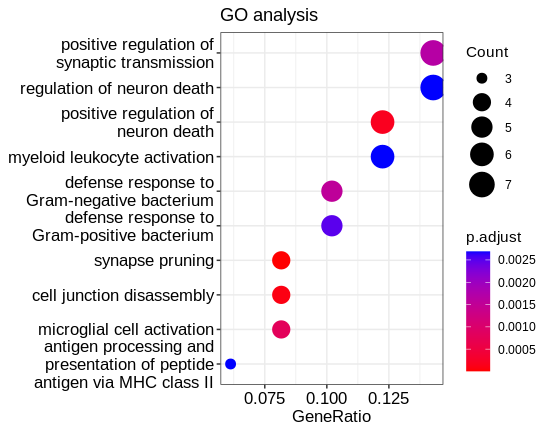 GO analysis
positive regulation of
synaptic transmission
regulation of neuron death
positive regulation of
neuron death
myeloid leukocyte activation
defense response to
Gram-negative bacterium
defense response to
Gram-positive bacterium
synapse pruning
cell junction disassembly
microglial cell activation
antigen processing and
presentation of peptide
antigen via MHC class II
0.075 0.100 0.125
GeneRatio
Count
3
4
5
6
7
p.adjust
0.0025
0.0020
0.0015
0.0010
0.0005